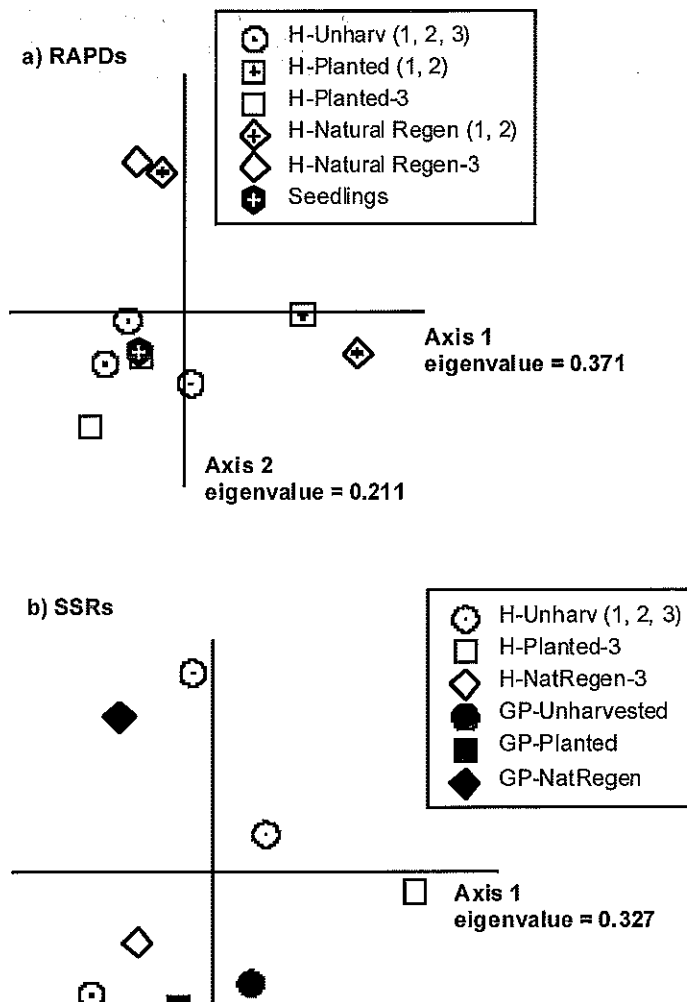 a) RAPDs
H-Unharv (1, 2, 3)
H-Planted (1, 2)
H-Planted-3
H-Natural Regen (1, 2)
H-Natural Regen-3
Seedlings
Axis 1
eigenvalue = 0.371
Axis 2
eigenvalue = 0.211
b) SSRs
H-Unharv (1, 2, 3)
H-Planted-3
H-NatRegen-3
GP-Unharvested
GP-Planted
GP-NatRegen
Axis 1
eigenvalue = 0.327